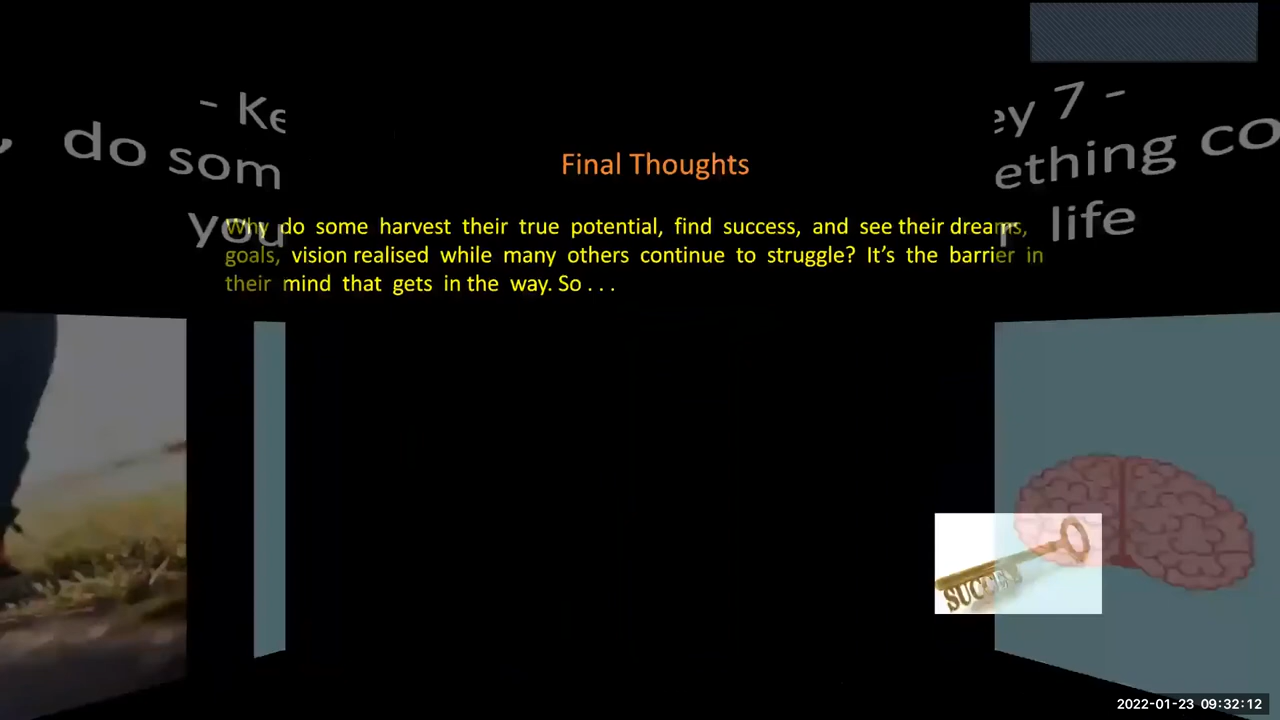 - Ke
ey 7 -
do som
ething co
you
r life
Final Thoughts
Why do some harvest their true potential, find success, and see their dreams,
goals, vision realised while many others continue to struggle? It’s the barrier in
their mind that gets in the way. So . . .
SUCCESS
2022-01-23 09:32:12